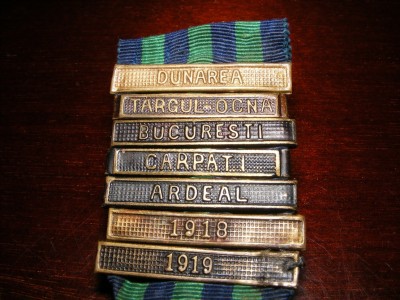 DUNAREA
TARGUL-OCNA
BUCURESTI
CARPATI
ARDEAL
1918
1919